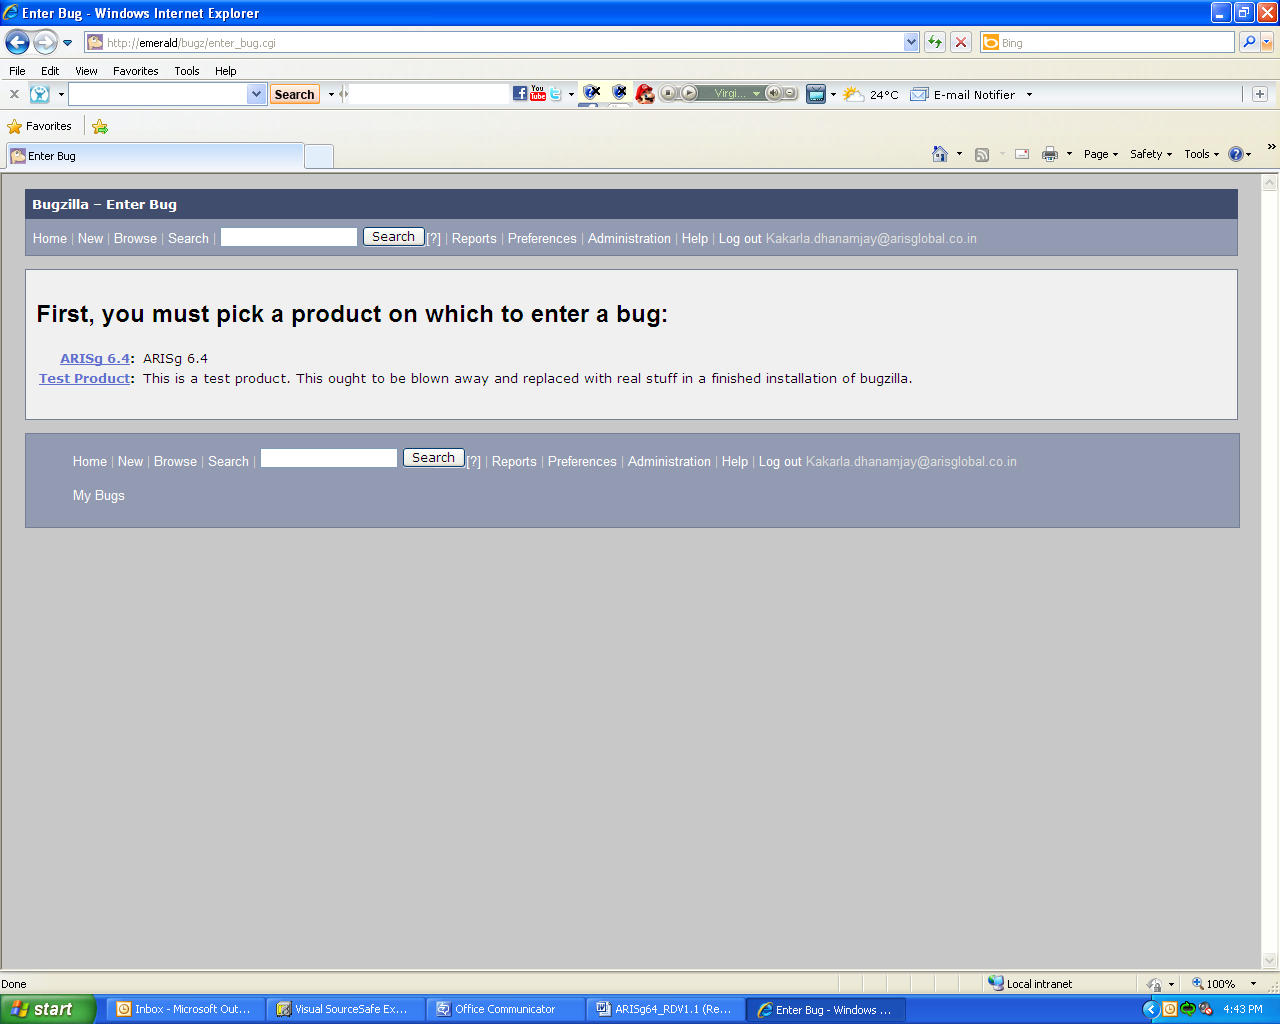 Enter Bug - Windows Internet Explorer
http://emerald/bugz/enter_bug.cgi
Bing
File Edit View Favorites Tools Help
Search
You Tube
Virgi...
24°C
E-mail Notifier
Favorites
Enter Bug
Page Safety Tools
Bugzilla – Enter Bug
Home | New | Browse | Search | Search [?] | Reports | Preferences | Administration | Help | Log out Kakarla.dhanamjay@arisglobal.co.in
First, you must pick a product on which to enter a bug:
ARISg 6.4: ARISg 6.4
Test Product: This is a test product. This ought to be blown away and replaced with real stuff in a finished installation of bugzilla.
Home | New | Browse | Search | Search [?] | Reports | Preferences | Administration | Help | Log out Kakarla.dhanamjay@arisglobal.co.in
My Bugs
Done
Local intranet
100%
start
Inbox - Microsoft Out...
Visual SourceSafe Ex...
Office Communicator
ARISg64_RDV1.1 (Re...
Enter Bug - Windows ...
4:43 PM